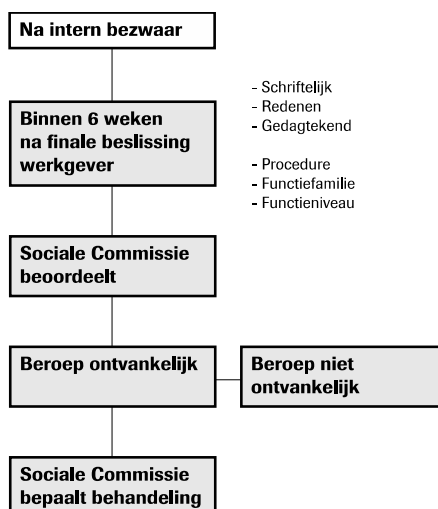 Na intern bezwaar
Binnen 6 weken
na finale beslissing
werkgever
- Schriftelijk
- Redenen
- Gedagtekend
- Procedure
- Functiefamilie
- Functieniveau
Sociale Commissie
beoordeelt
Beroep ontvankelijk
Beroep niet
ontvankelijk
Sociale Commissie
bepaalt behandeling